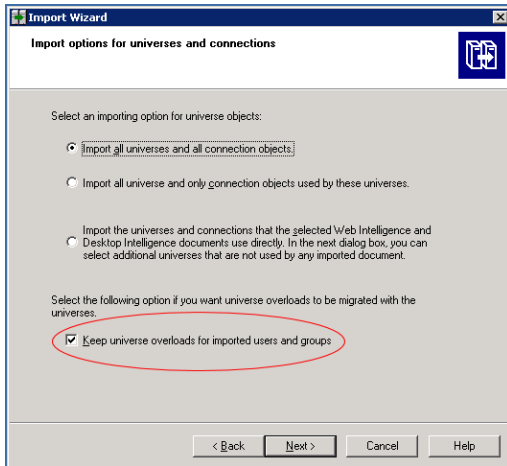 Import Wizard
Import options for universes and connections
Select an importing option for universe objects:
Import all universes and all connection objects.
Import all universe and only connection objects used by these universes.
Import the universes and connections that the selected Web Intelligence and
Desktop Intelligence documents use directly. In the next dialog box, you can
select additional universes that are not used by any imported document.
Select the following option if you want universe overloads to be migrated with the
universes.
Keep universe overloads for imported users and groups
< Back
Next >
Cancel
Help